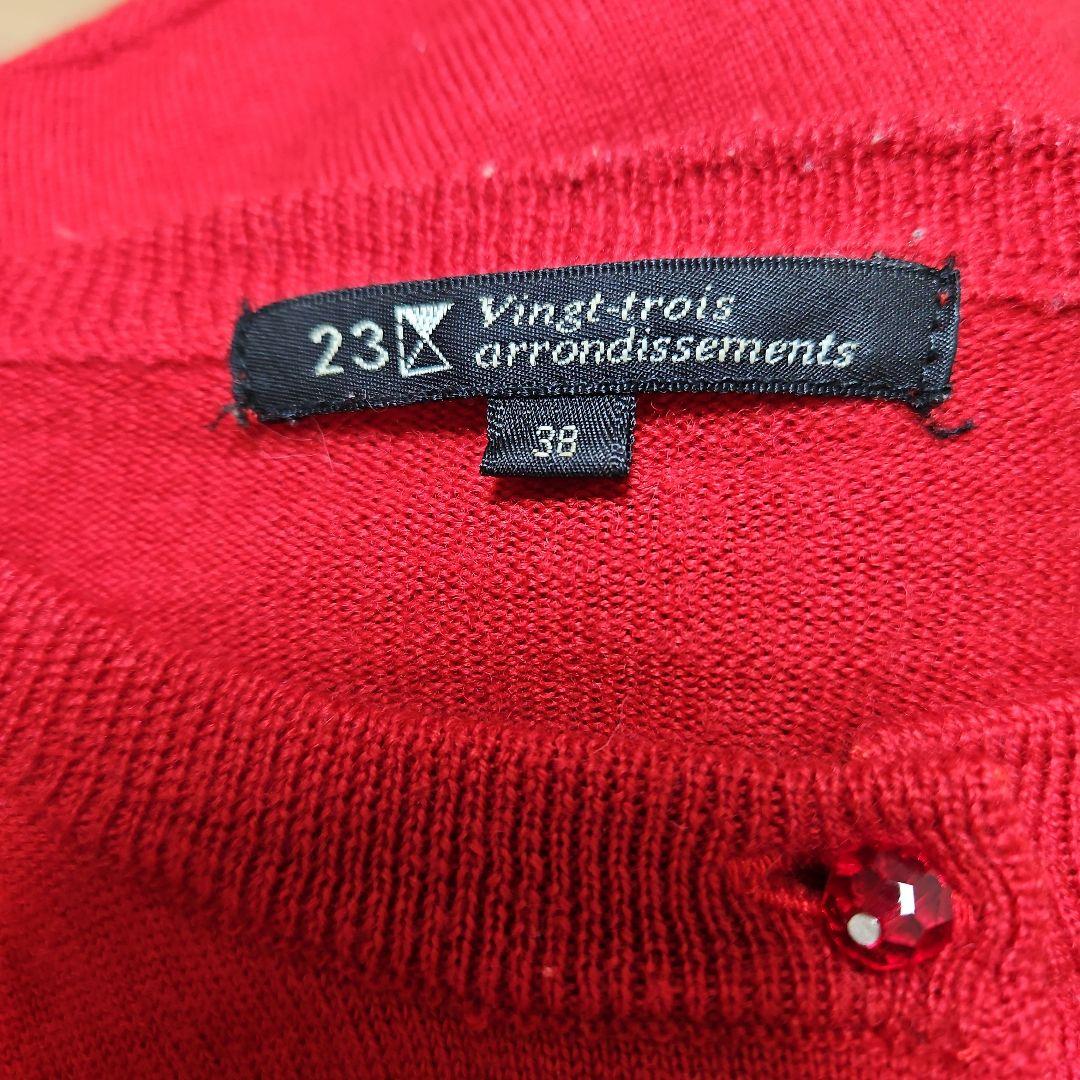 23 Vingt-trois
arrondissements
38